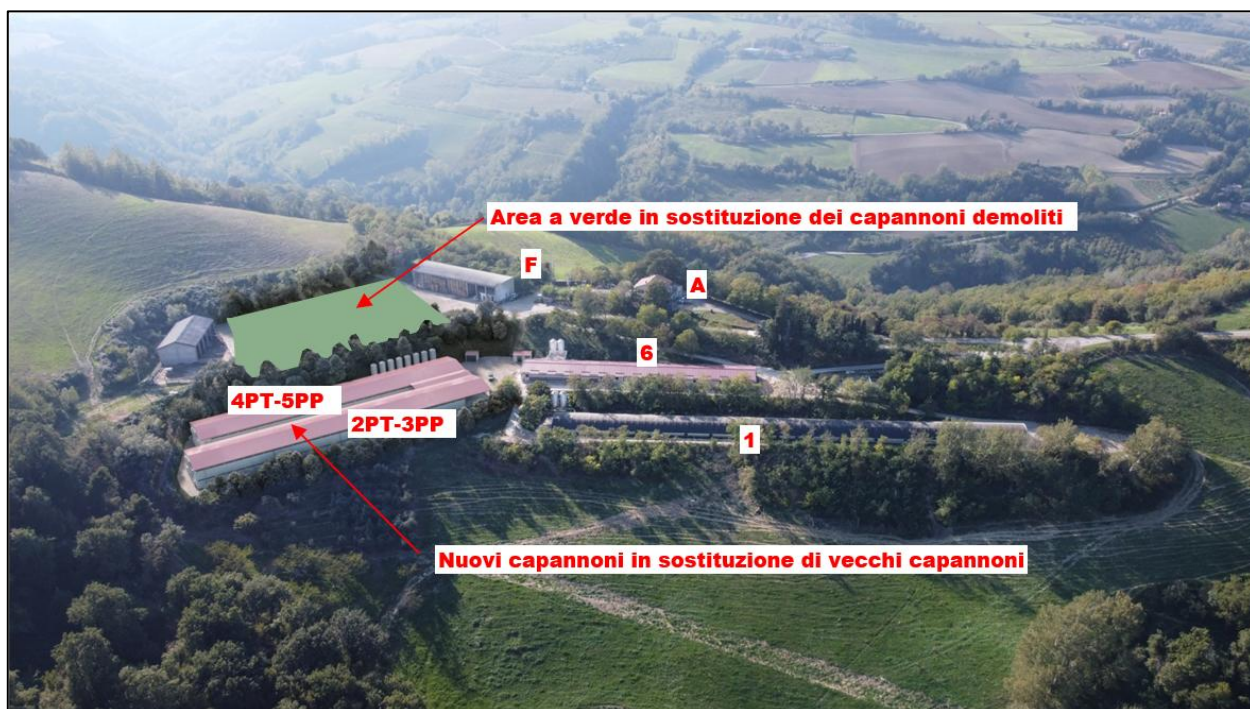 Area a verde in sostituzione dei capannoni demoliti
F
A
6
4PT-5PP
2PT-3PP
1
Nuovi capannoni in sostituzione di vecchi capannoni